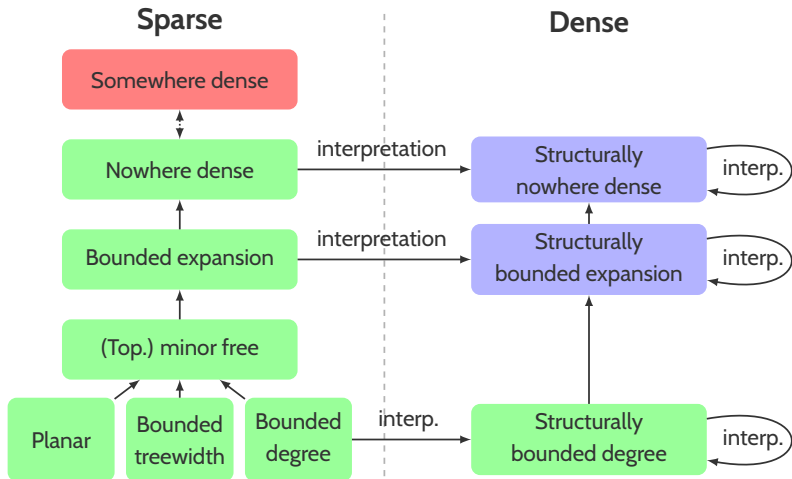 Sparse
Dense
Somewhere dense
Nowhere dense
interpretation
Structurally
nowhere dense
interp.
Bounded expansion
interpretation
Structurally
bounded expansion
interp.
(Top.) minor free
Planar
Bounded
treewidth
Bounded
degree
interp.
Structurally
bounded degree
interp.